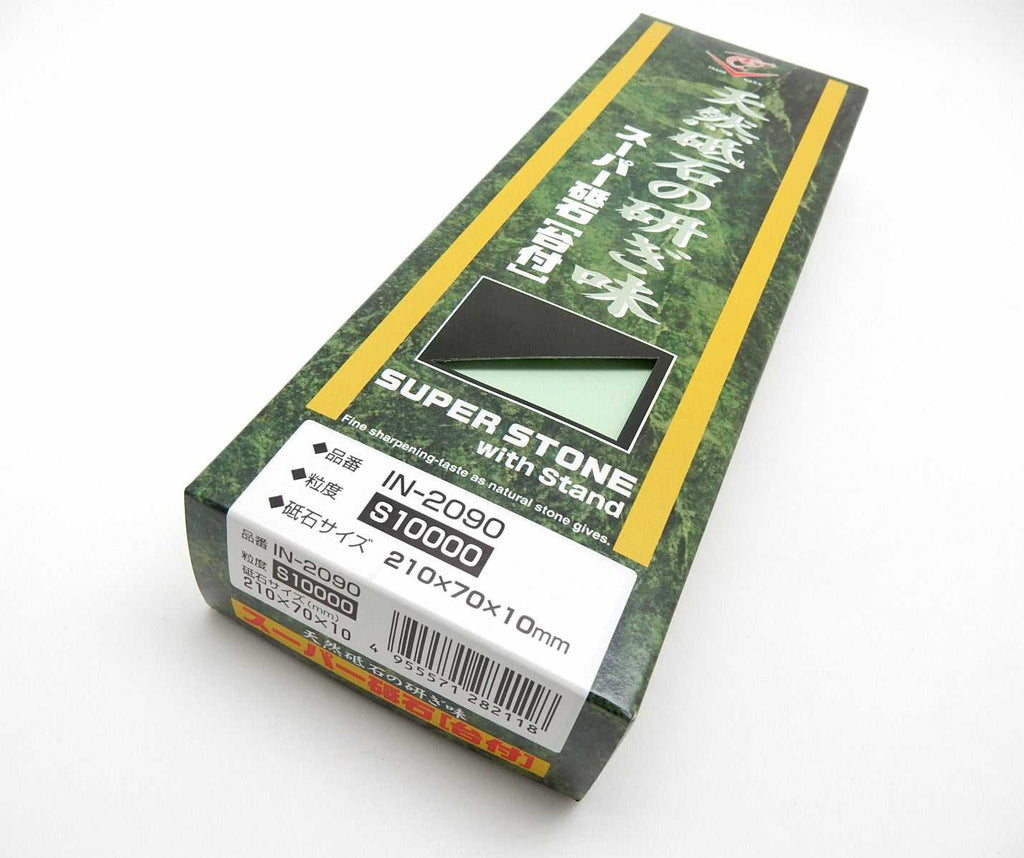 TRADE MARK
天然砥石の研ぎ味
スーパー砥石[台付]
SUPER STONE
with stand
Fine sharpening-taste as natural stone gives.
◆品番 IN-2090
◆粒度 S10000
◆砥石サイズ 210×70×10mm
品番 IN-2090
粒度 S10000
砥石サイズ(mm)
210×70×10
4 955571 282118
天然砥石の研ぎ味
スーパー砥石[台付]